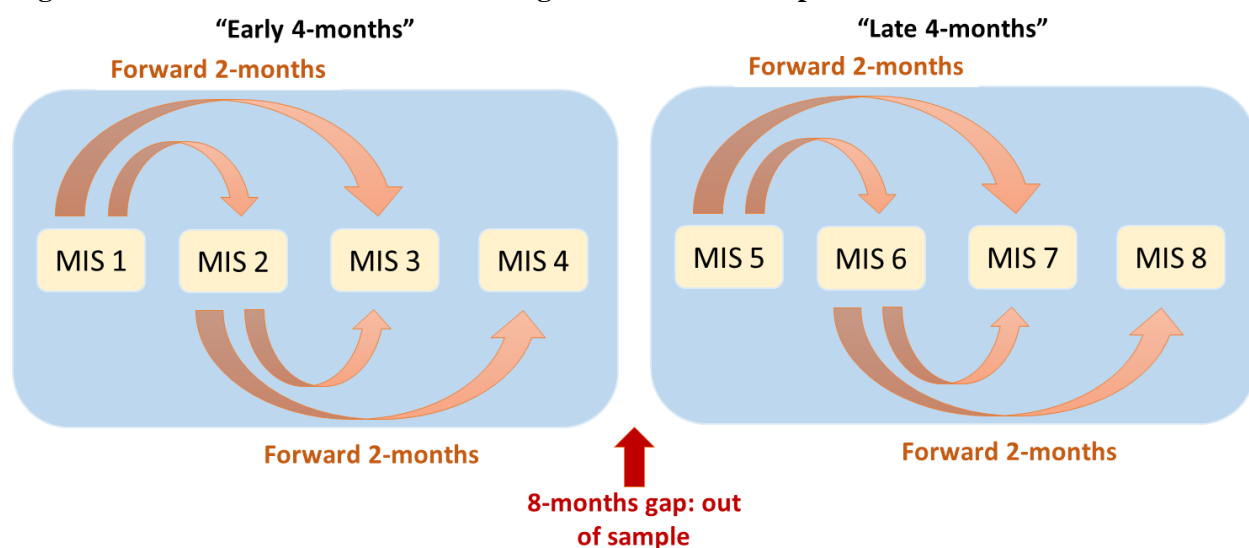 "Early 4-months"
Forward 2-months
MIS 1
MIS 2
MIS 3
MIS 4
Forward 2-months
"Late 4-months"
Forward 2-months
MIS 5
MIS 6
MIS 7
MIS 8
Forward 2-months
8-months gap: out
of sample